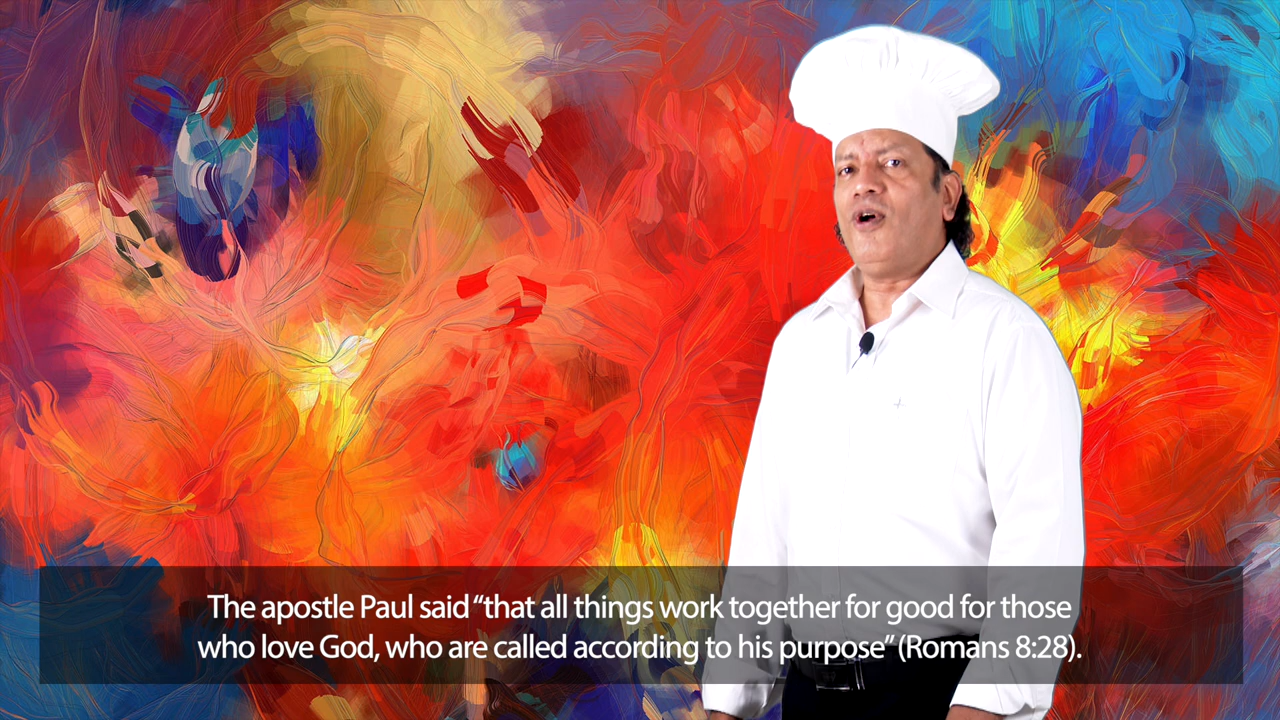 The apostle Paul said “that all things work together for good for those
who love God, who are called according to his purpose” (Romans 8:28).